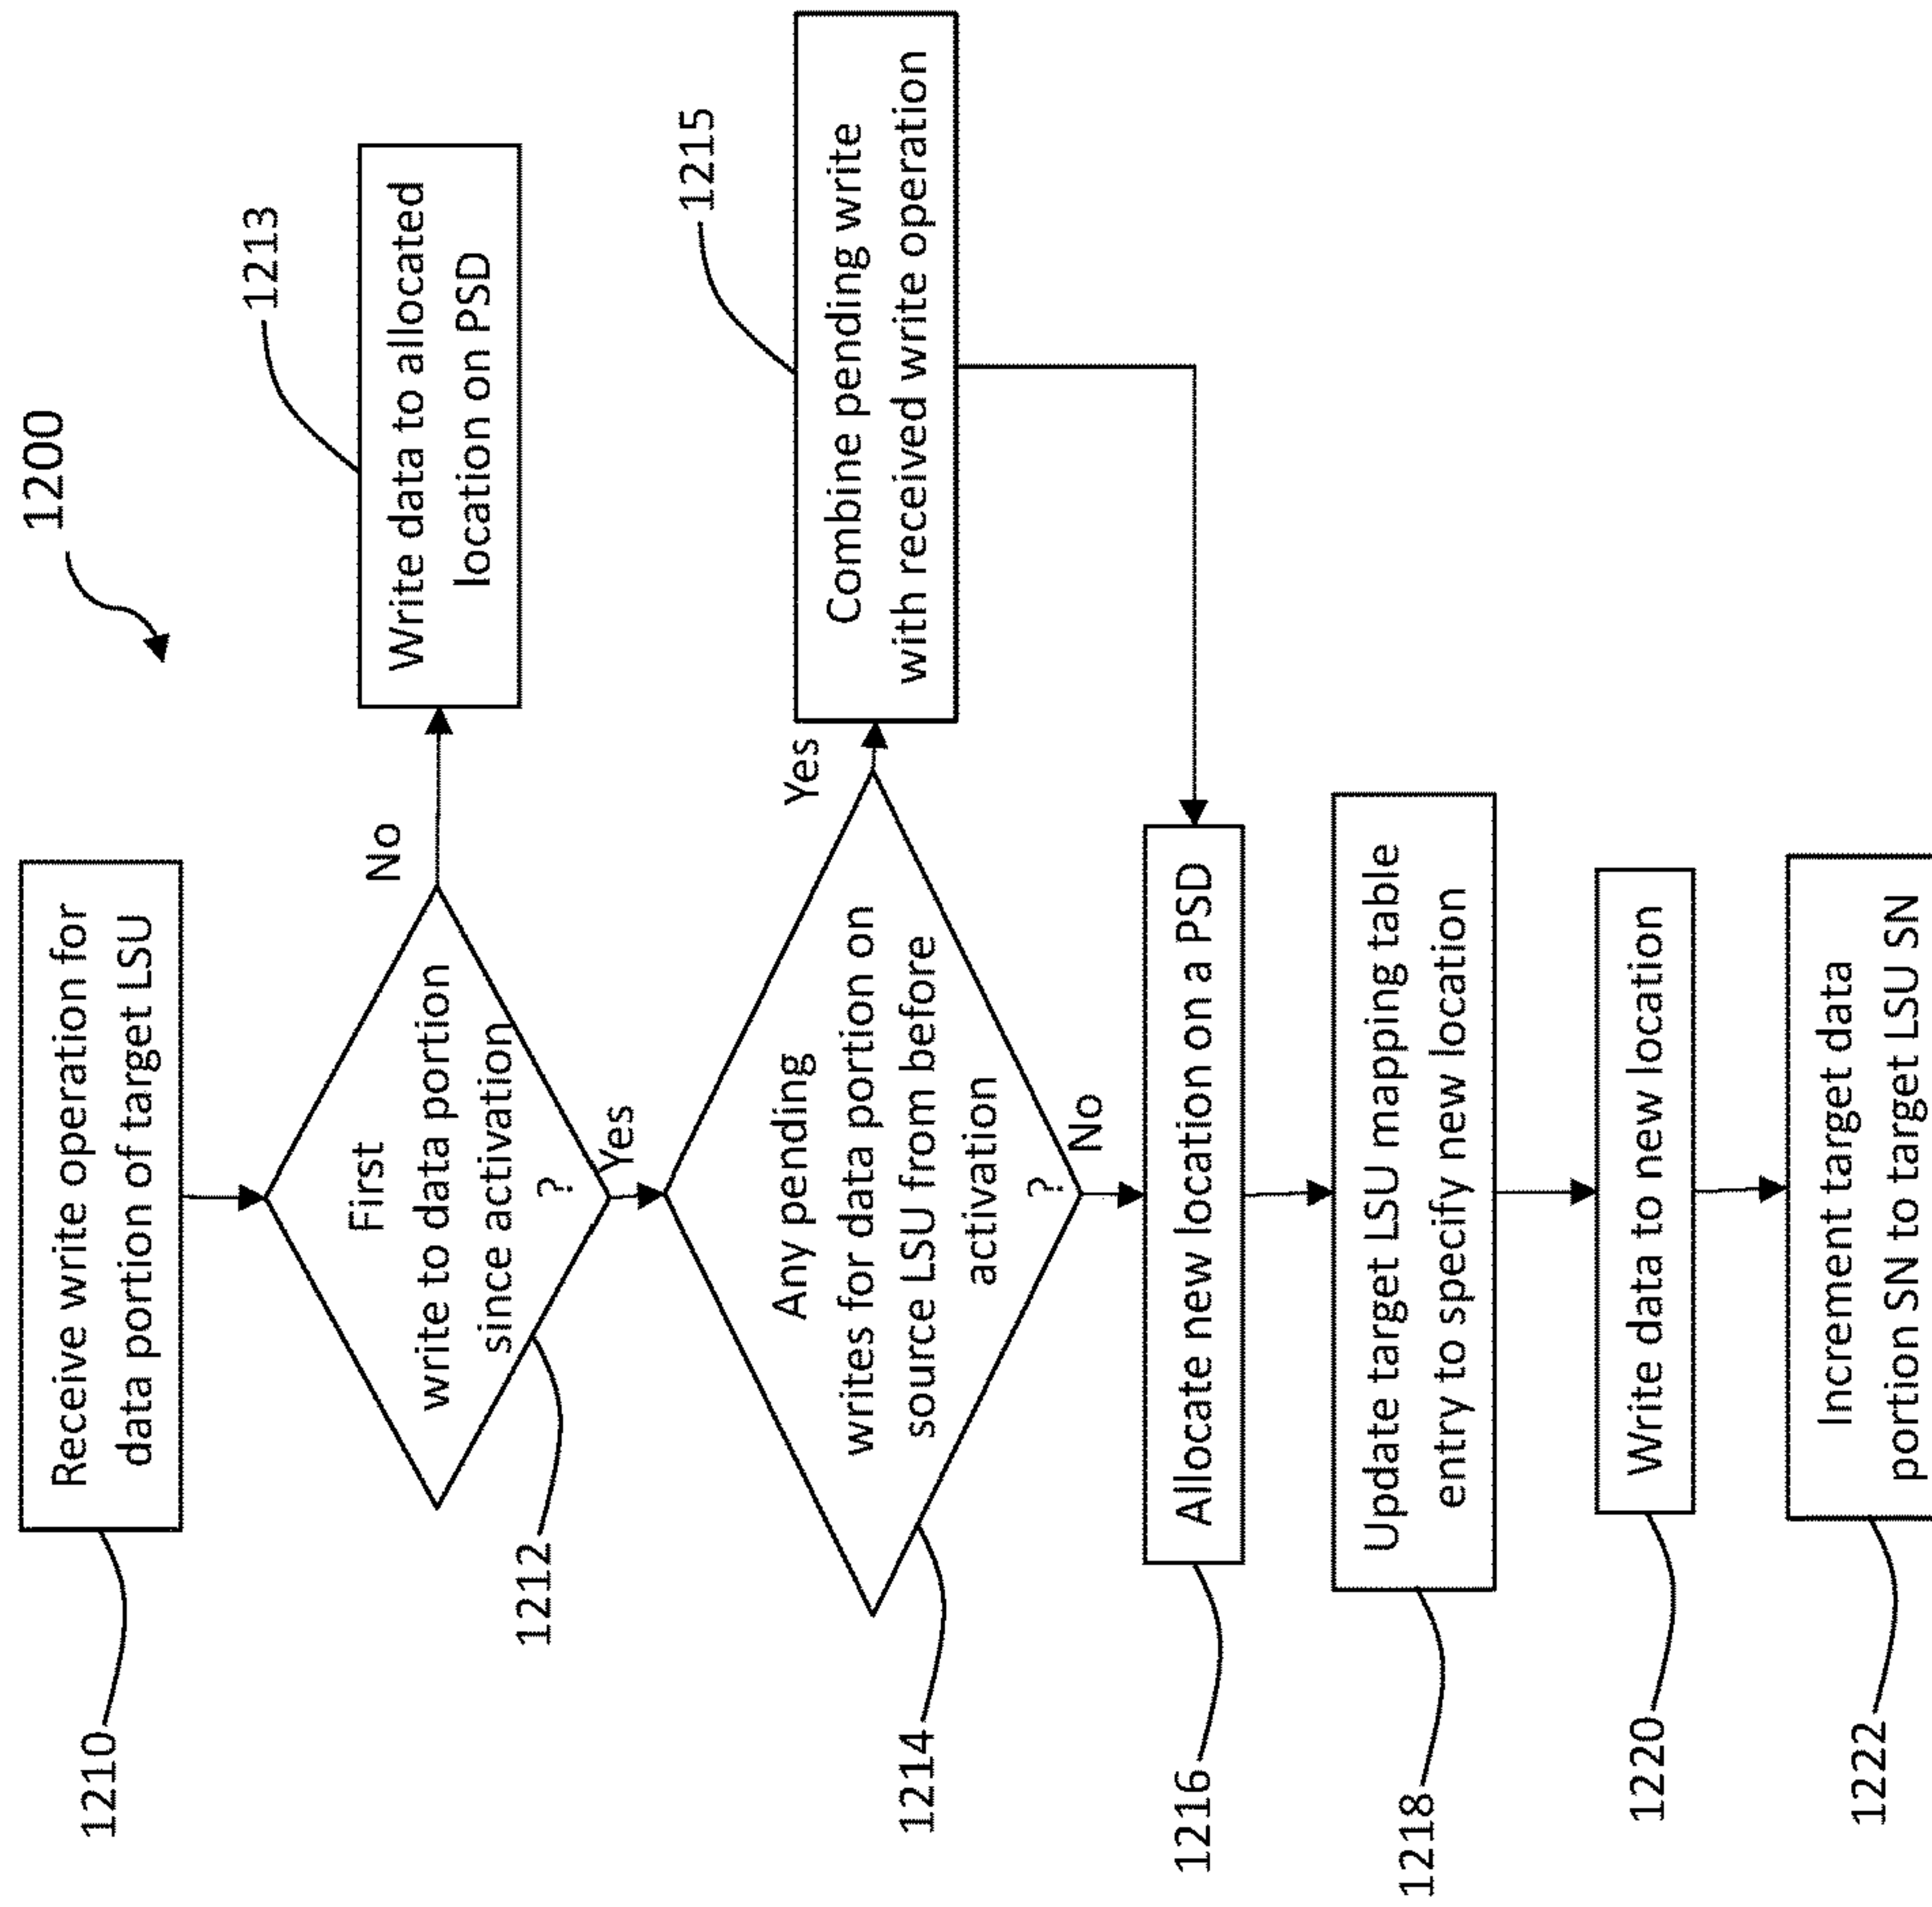 1200
Receive write operation for
data portion of target LSU
1210
First
write to data portion
since activation
?
1212
No
Write data to allocated
location on PSD
1213
Yes
Any pending
writes for data portion on
source LSU from before
activation
?
1214
Yes
Combine pending write
with received write operation
1215
No
Allocate new location on a PSD
1216
Update target LSU mapping table
entry to specify new location
1218
Write data to new location
1220
Increment target data
portion SN to target LSU SN
1222